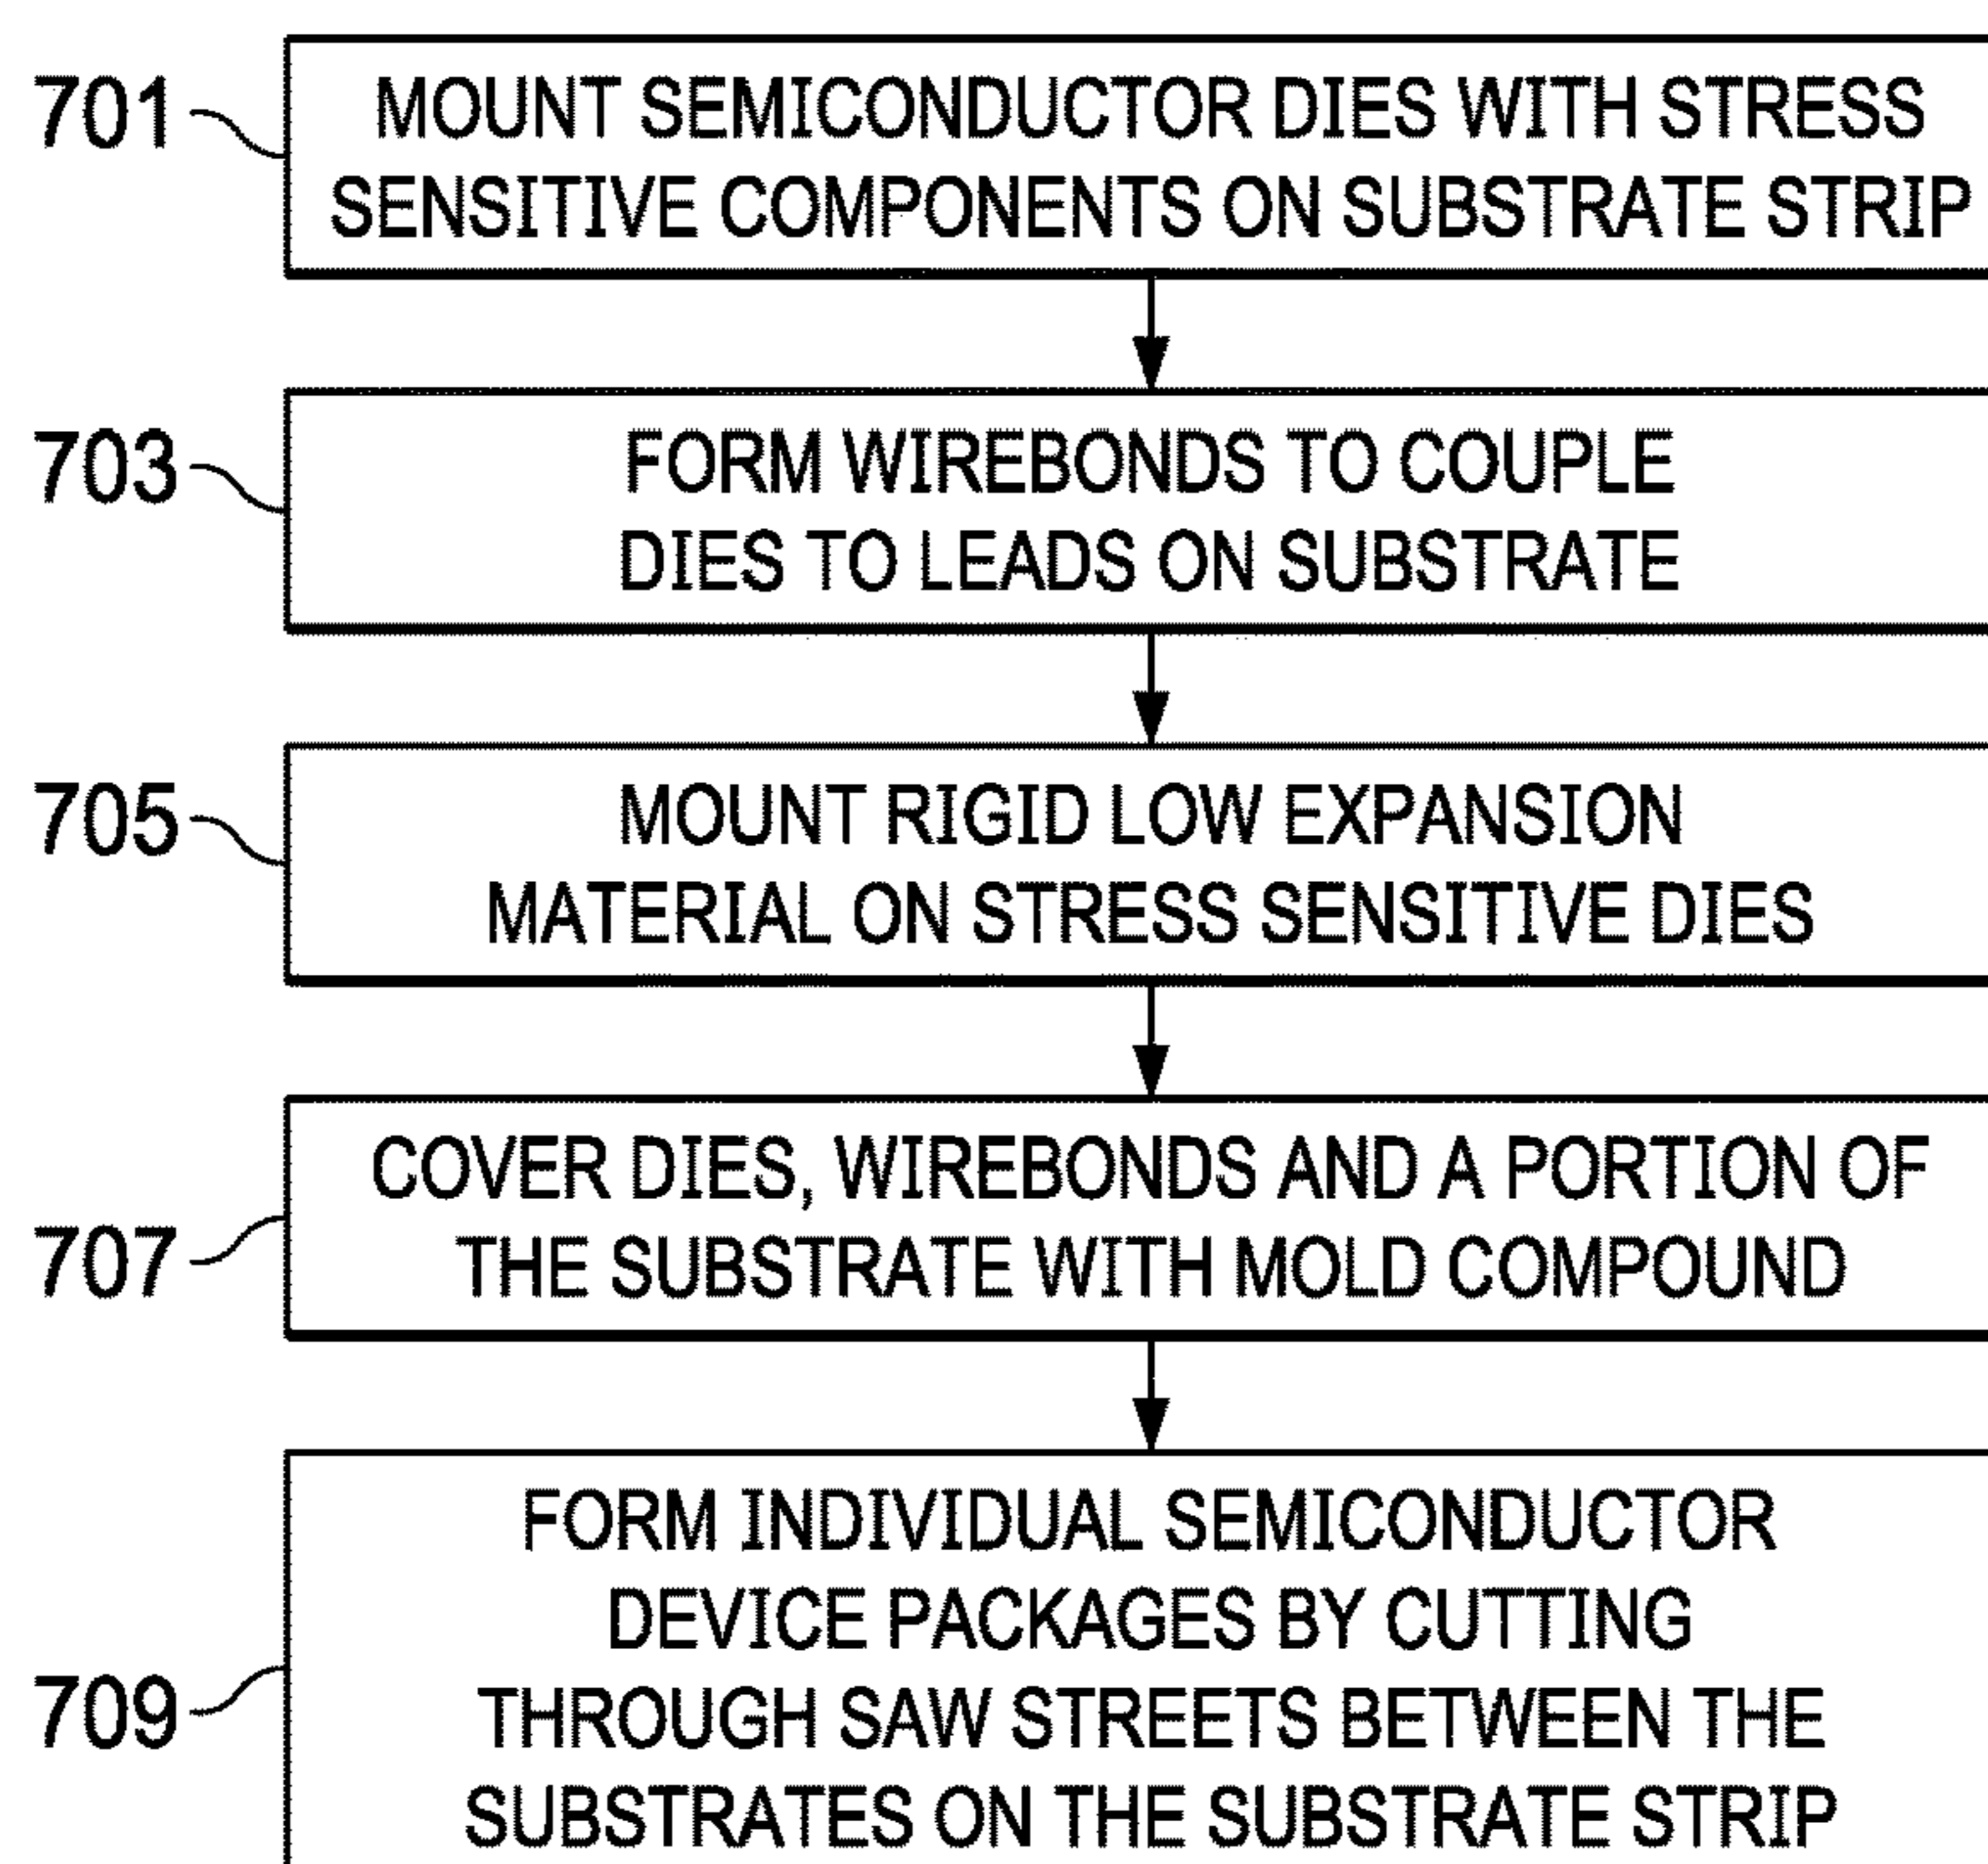 701
MOUNT SEMICONDUCTOR DIES WITH STRESS
SENSITIVE COMPONENTS ON SUBSTRATE STRIP
703
FORM WIREBONDS TO COUPLE
DIES TO LEADS ON SUBSTRATE
705
MOUNT RIGID LOW EXPANSION
MATERIAL ON STRESS SENSITIVE DIES
707
COVER DIES, WIREBONDS AND A PORTION OF
THE SUBSTRATE WITH MOLD COMPOUND
709
FORM INDIVIDUAL SEMICONDUCTOR
DEVICE PACKAGES BY CUTTING
THROUGH SAW STREETS BETWEEN THE
SUBSTRATES ON THE SUBSTRATE STRIP